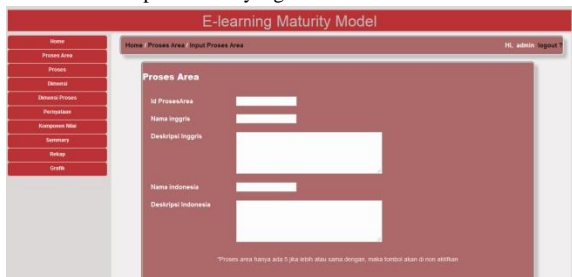 E-learning Maturity Model
Home
Proses Area
Proses
Dimensi
Dimensi Proses
Pernyataan
Komponen Nilai
Summary
Rekap
Grafik
Home / Proses Area / Input Proses Area
Hi, admin logout ?
Proses Area
Id ProsesArea
Nama Inggris
Deskripsi Inggris
Nama indonesia
Deskripsi Indonesia
*Proses area hanya ada 5 jika lebih atau sama dengan, maka tombol akan di non aktifkan